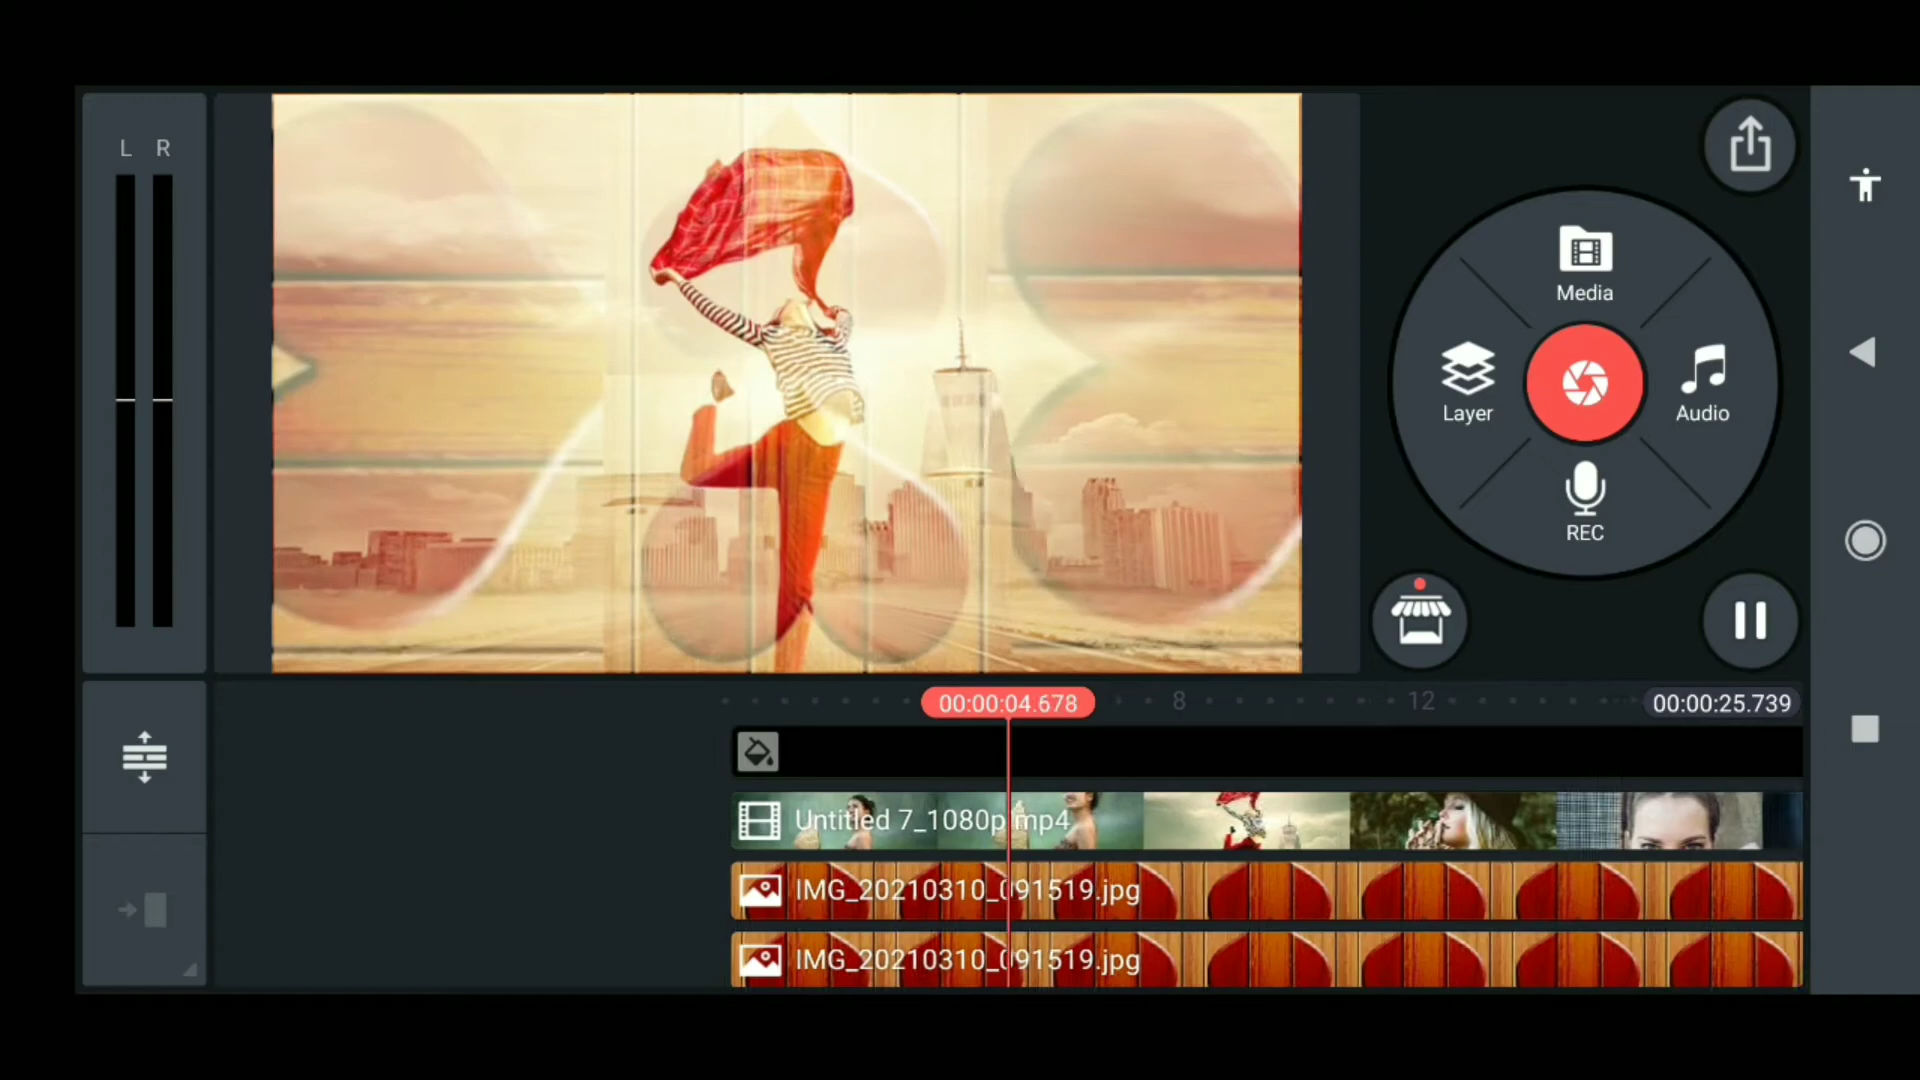 L R
Media
Layer
Audio
REC
00:00:04.678
8
12
00:00:25.739
Untitled 7_1080p.mp4
IMG_20210310_091519.jpg
IMG_20210310_091519.jpg